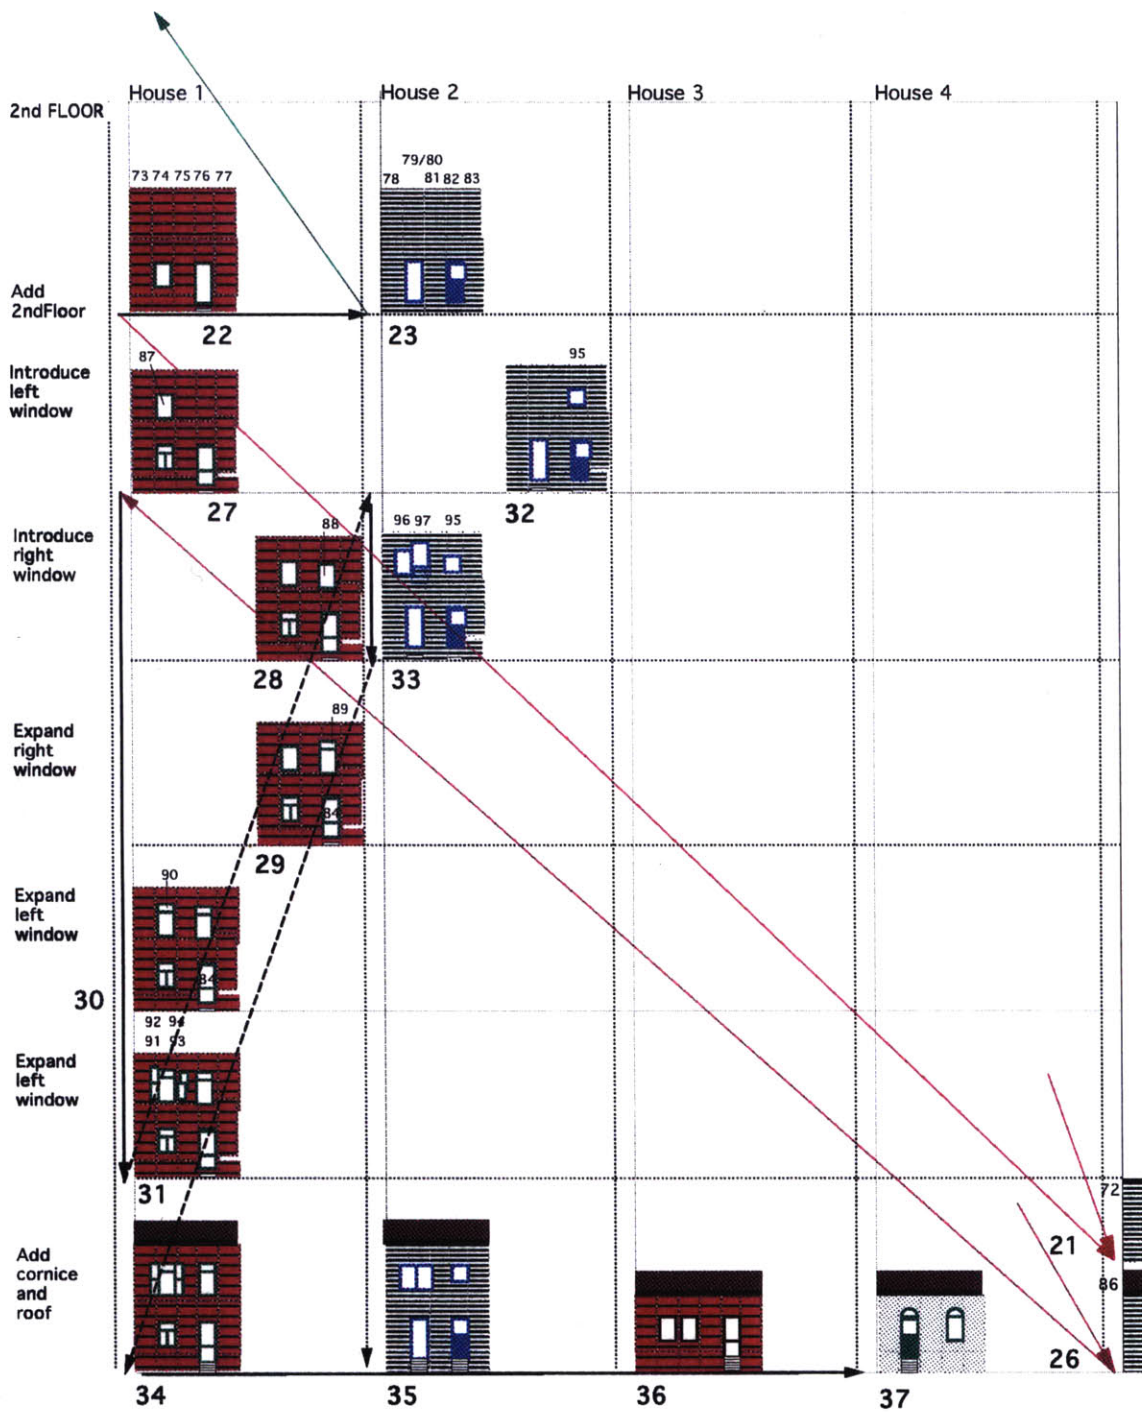 House 1
House 2
House 3
House 4
2nd FLOOR
79/80
73 74 75 76 77
78
81 82 83
Add
2ndFloor
22
23
Introduce
left
window
87
95
27
32
Introduce
right
window
88
96 97 95
28
33
Expand
right
window
89
84
29
Expand
left
window
90
84
30
92 94
91 93
Expand
left
window
31
72
21
Add
cornice
and
roof
86
26
34
35
36
37